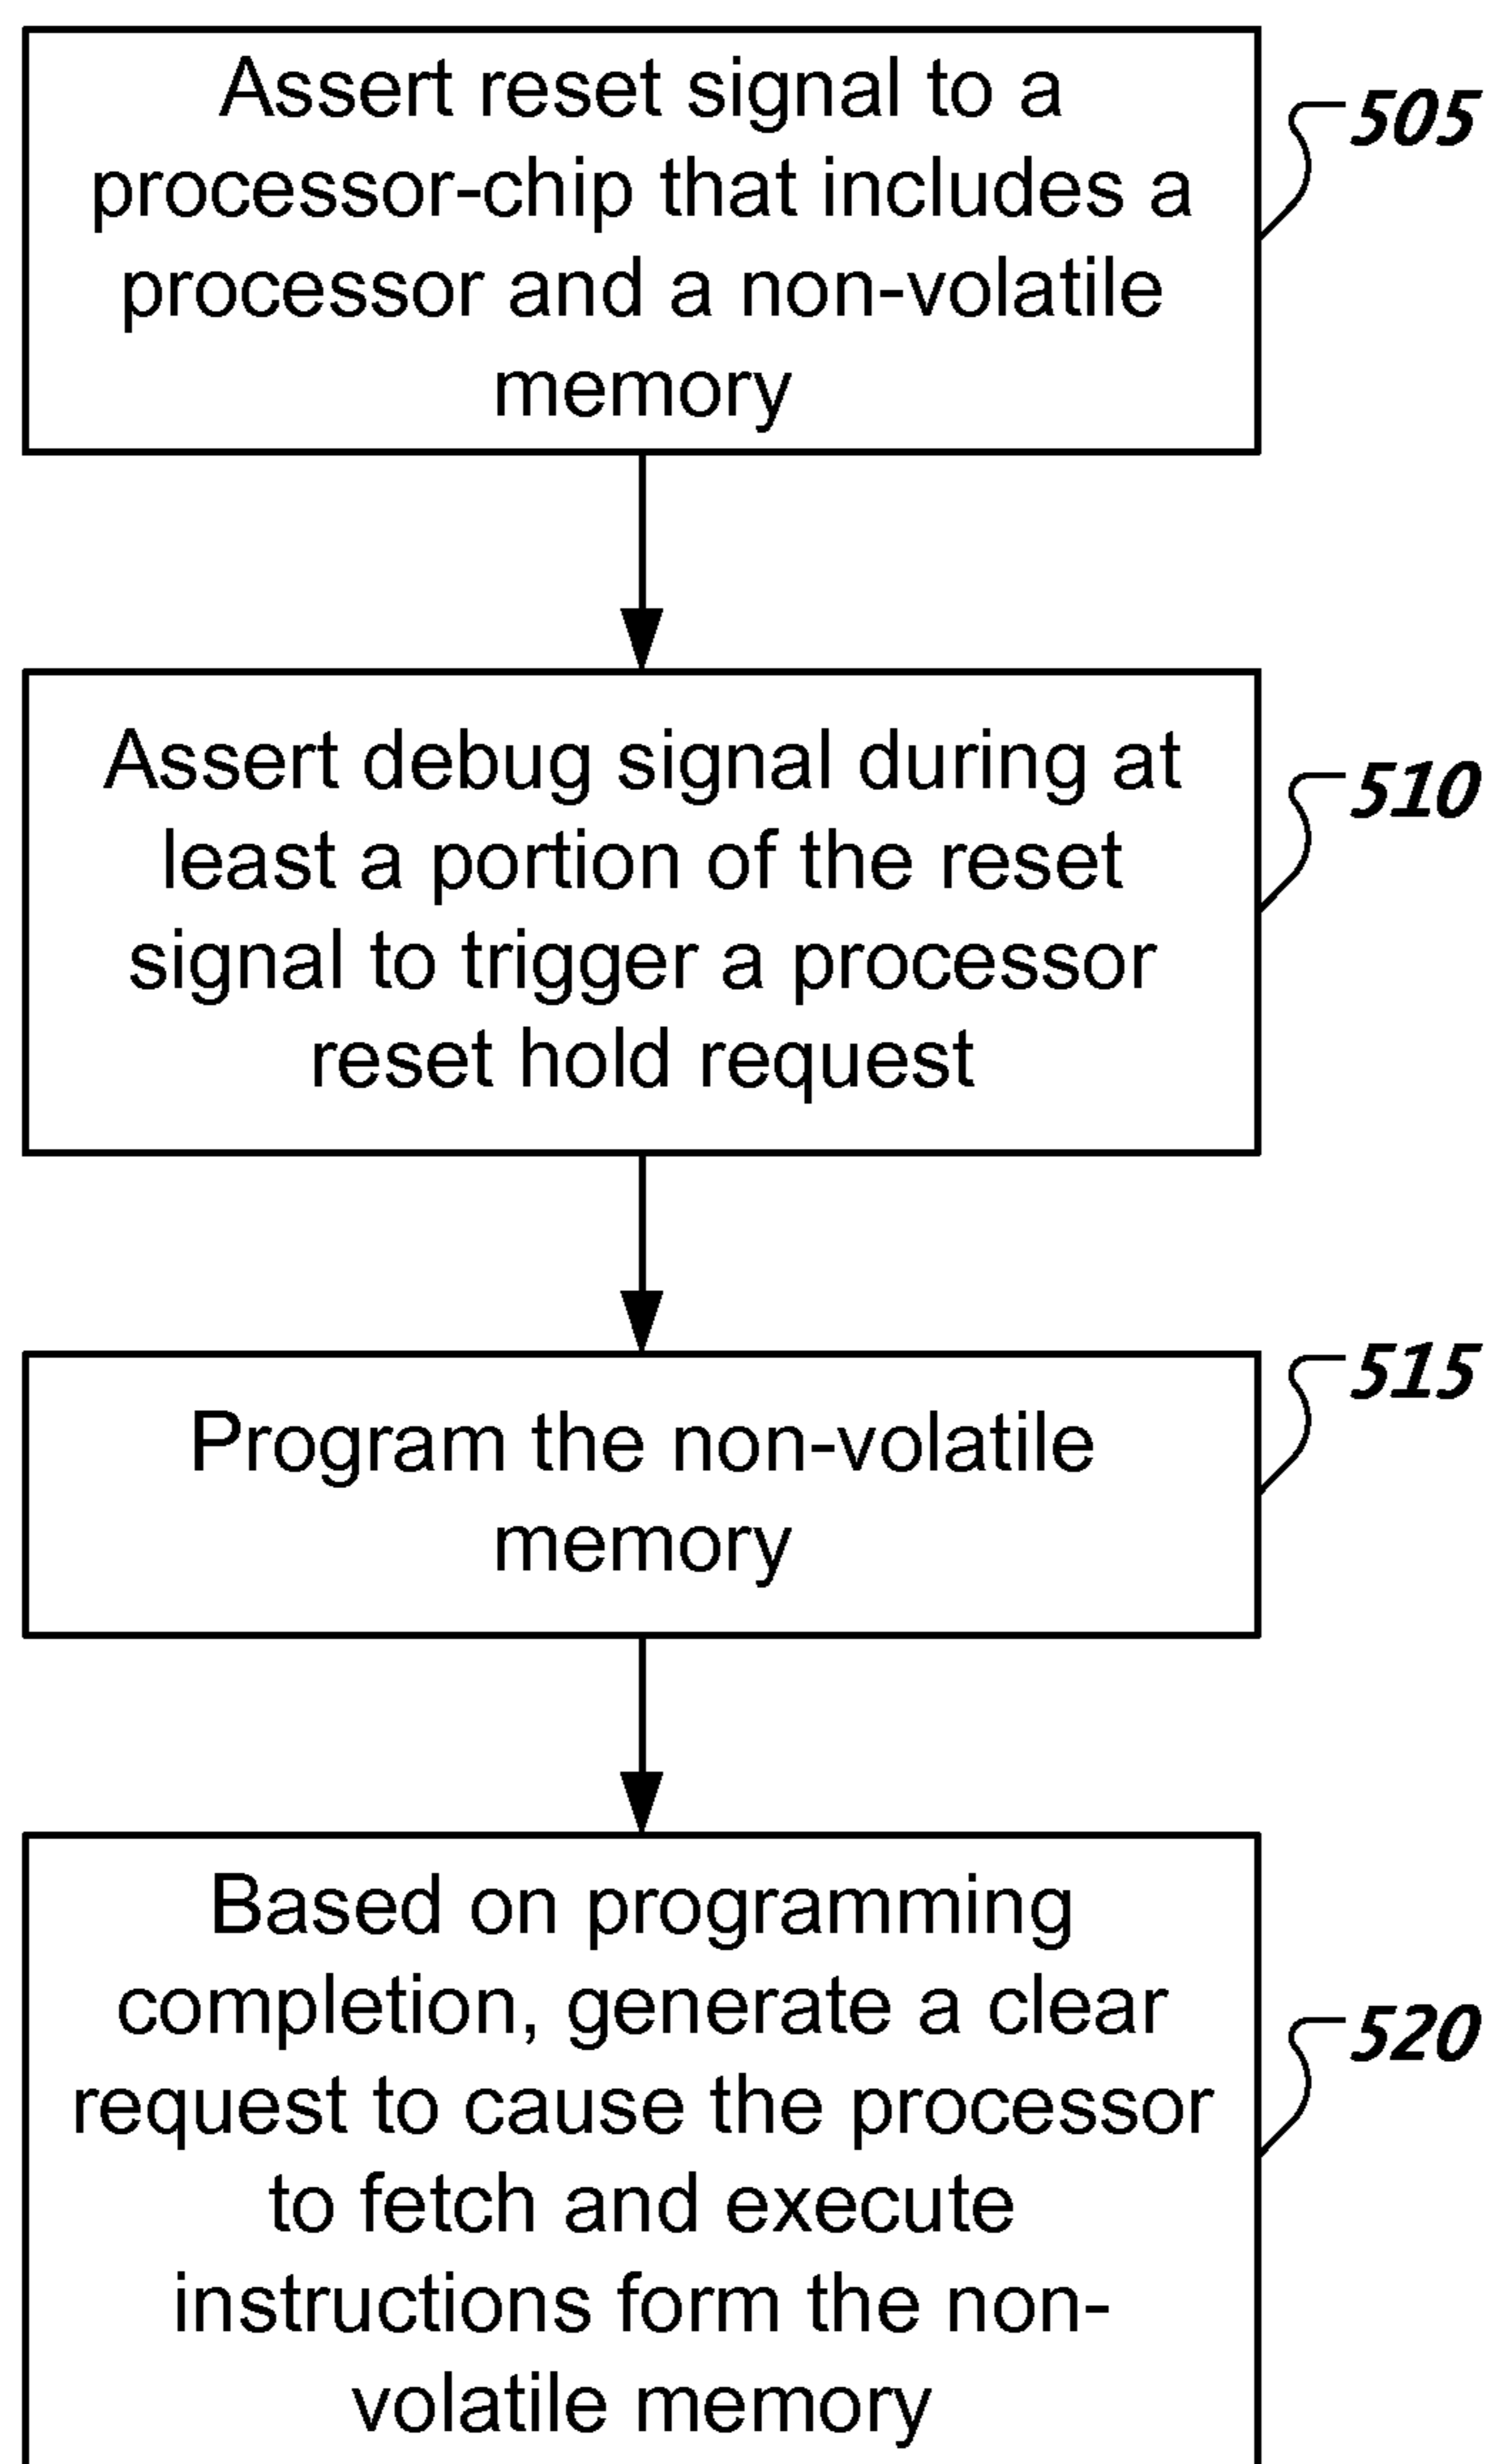 Assert reset signal to a
processor-chip that includes a
processor and a non-volatile
memory
505
Assert debug signal during at
least a portion of the reset
signal to trigger a processor
reset hold request
510
Program the non-volatile
memory
515
Based on programming
completion, generate a clear
request to cause the processor
to fetch and execute
instructions form the non-
volatile memory
520